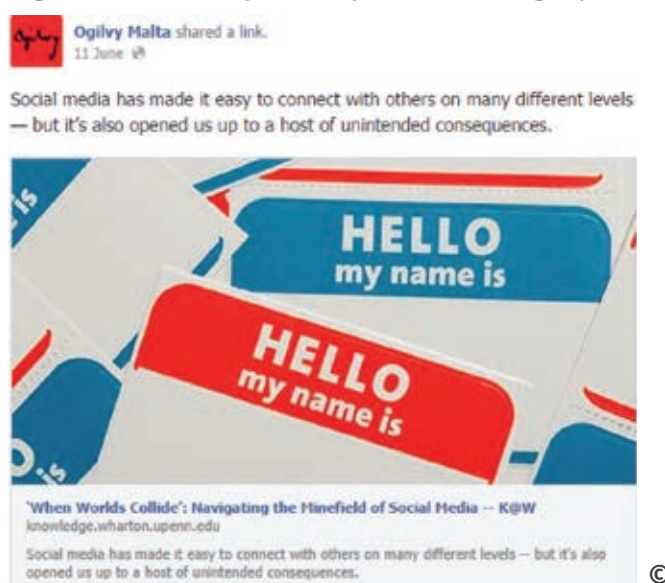 Ogilvy
Ogilvy Malta shared a link.
11 June
Social media has made it easy to connect with others on many different levels
— but it's also opened us up to a host of unintended consequences.
is
HELLO
my name is
HELLO
my name is
O
is
'When Worlds Collide': Navigating the Minefield of Social Media -- K@W
knowledge.wharton.upenn.edu
Social media has made it easy to connect with others on many different levels -- but it's also
opened us up to a host of unintended consequences.
©